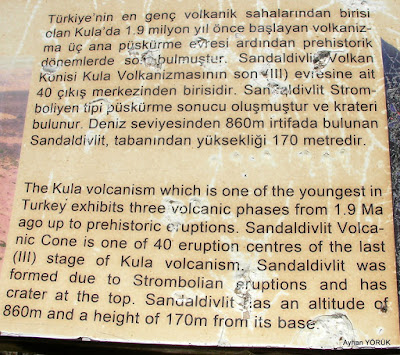 Türkiye'nin en genç volkanik sahalarından birisi
olan Kula'da 1.9 milyon yıl önce başlayan volkaniz-
ma üç ana püskürme evresi ardından prehistorik
dönemlerde son bulmuştur. Sandaldivlit Volkan
Konisi Kula Volkanizmasının son (III) evresine ait
40 çıkış merkezinden birisidir. Sandaldivlit Strom-
boliyen tipi püskürme sonucu oluşmuştur ve krateri
bulunur. Deniz seviyesinden 860m irtifada bulunan
Sandaldivlit, tabanından yüksekliği 170 metredir.
The Kula volcanism which is one of the youngest in
Turkey exhibits three volcanic phases from 1.9 Ma
ago up to prehistoric eruptions. Sandaldivlit Volca-
nic Cone is one of 40 eruption centres of the last
(III) stage of Kula volcanism. Sandaldivlit was
formed due to Strombolian eruptions and has
crater at the top. Sandaldivlit has an altitude of
860m and a height of 170m from its base.
Ayhan YÖRÜK